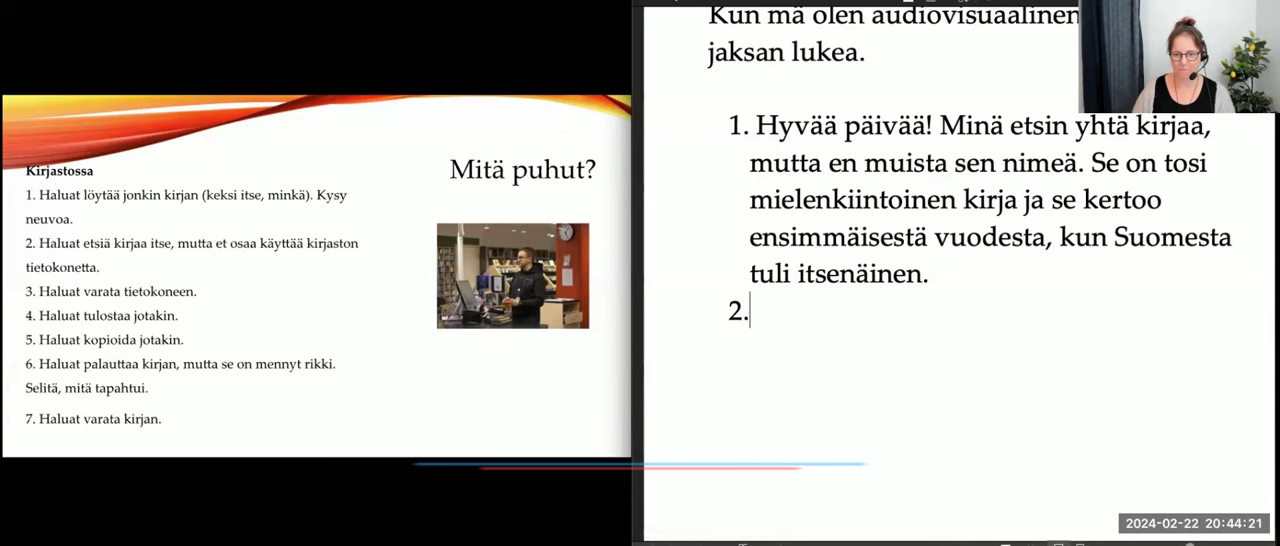 Kirjastossa
Mitä puhut?
1. Haluat löytää jonkin kirjan (keksi itse, minkä). Kysy
neuvoa.
2. Haluat etsiä kirjaa itse, mutta et osaa käyttää kirjaston
tietokonetta.
3. Haluat varata tietokoneen.
4. Haluat tulostaa jotakin.
5. Haluat kopioida jotakin.
6. Haluat palauttaa kirjan, mutta se on mennyt rikki.
Selitä, mitä tapahtui.
7. Haluat varata kirjan.
Kun mä olen audiovisuaalinen
jaksan lukea.
1. Hyvää päivää! Minä etsin yhtä kirjaa,
mutta en muista sen nimeä. Se on tosi
mielenkiintoinen kirja ja se kertoo
ensimmäisestä vuodesta, kun Suomesta
tuli itsenäinen.
2.
2024-02-22 20:44:21